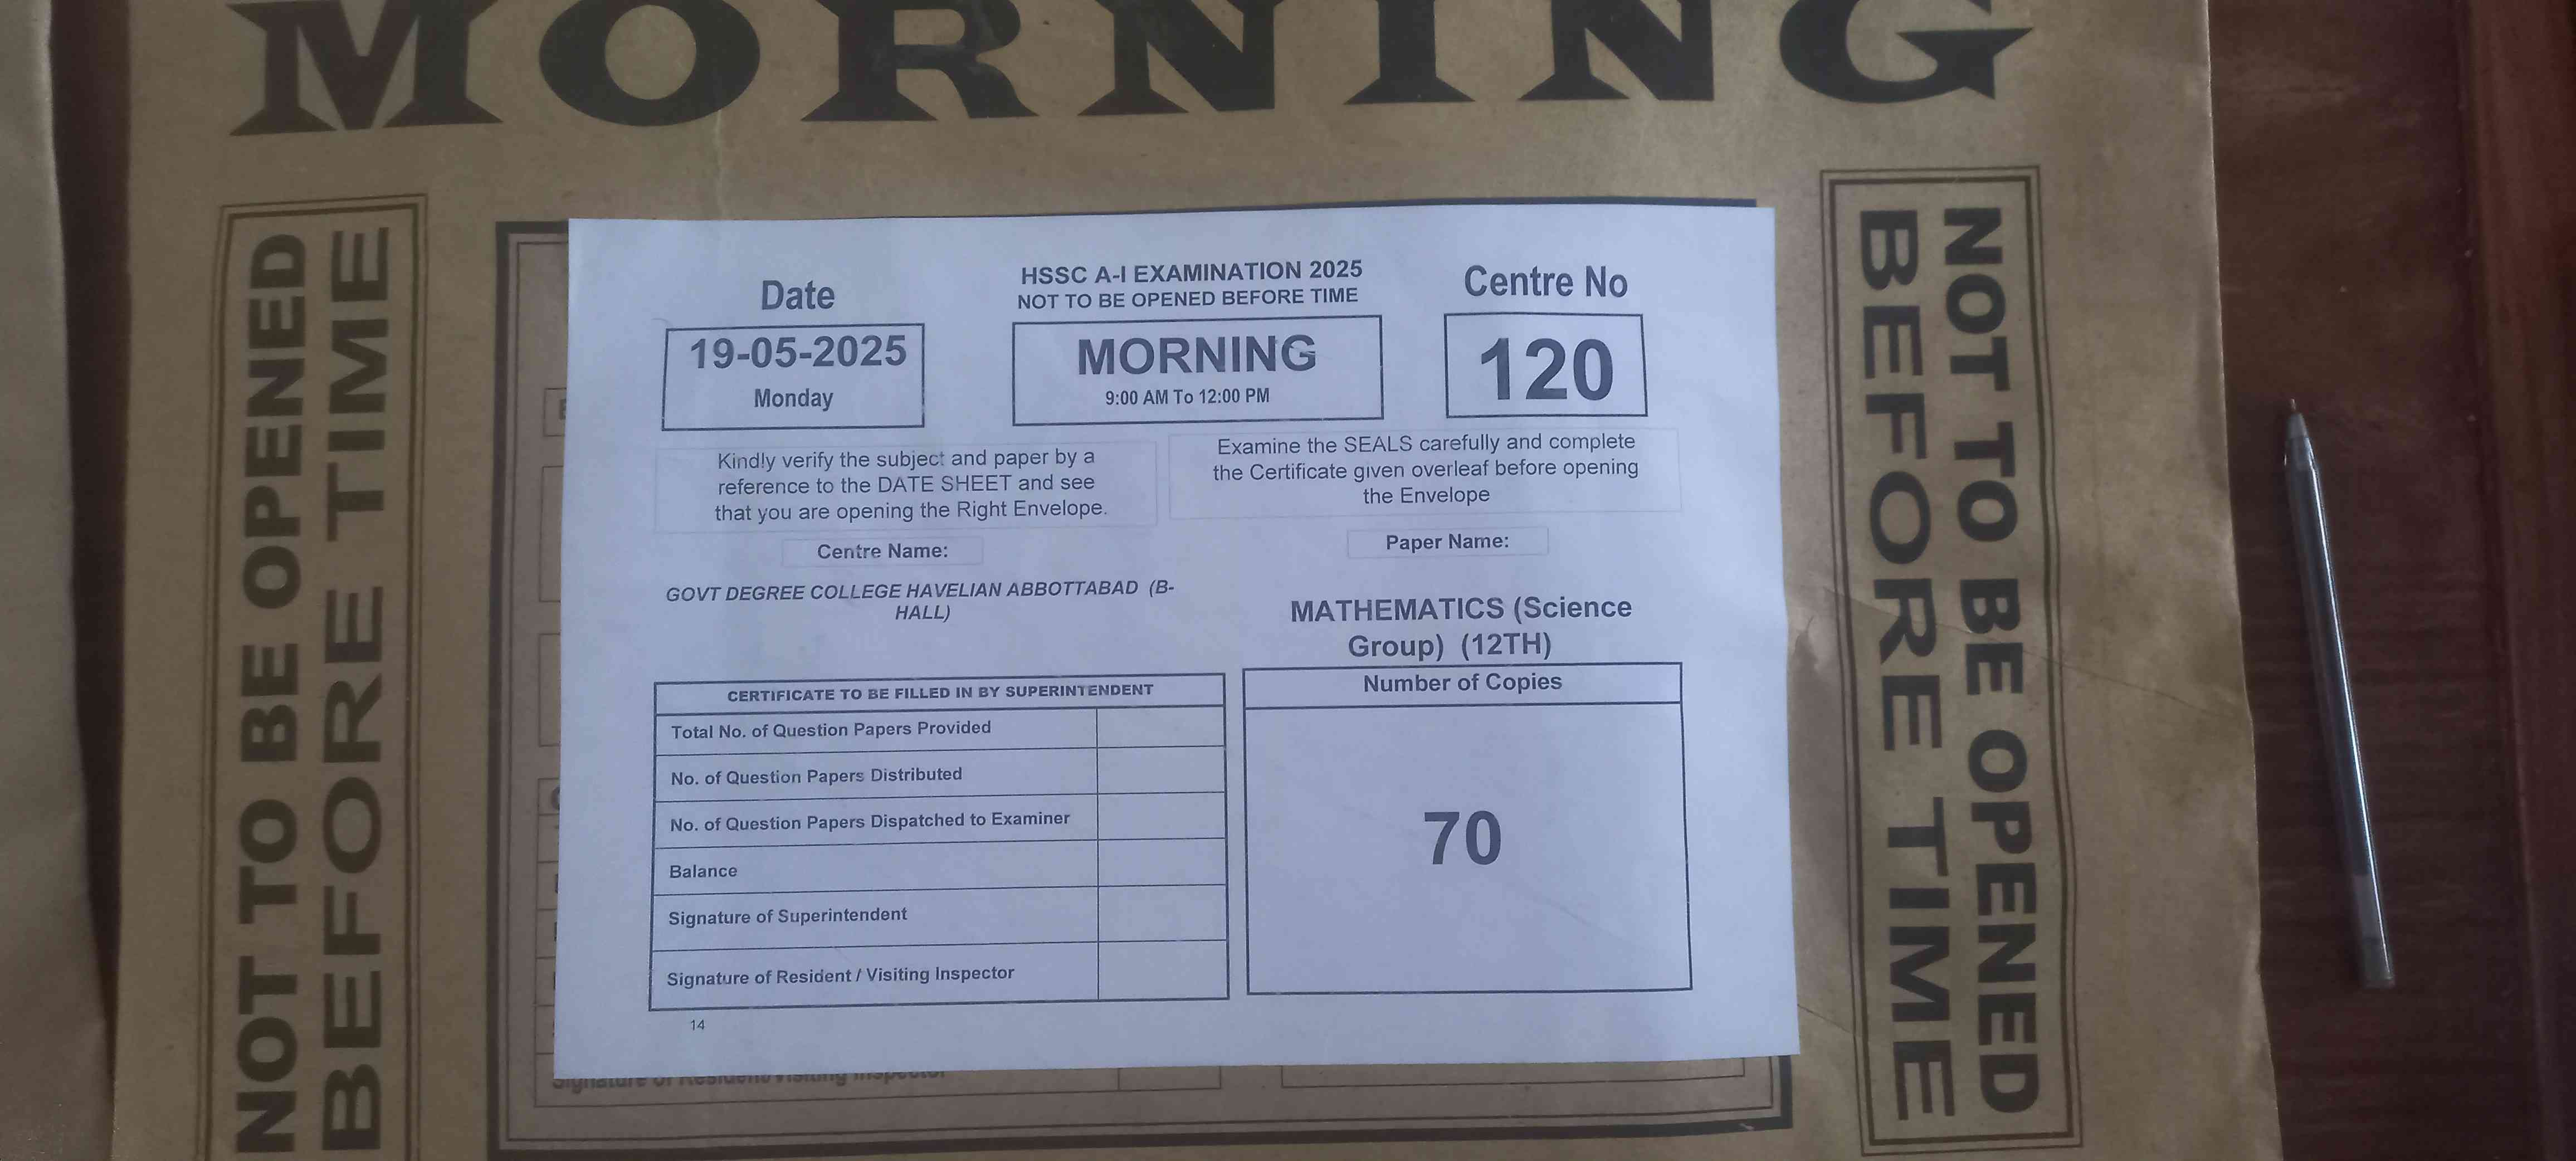 MORNING
NOT TO BE OPENED
BEFORE TIME
Date
19-05-2025
Monday
HSSC A-I EXAMINATION 2025
NOT TO BE OPENED BEFORE TIME
MORNING
9:00 AM To 12:00 PM
Centre No
120
Kindly verify the subject and paper by a
reference to the DATE SHEET and see
that you are opening the Right Envelope.
Examine the SEALS carefully and complete
the Certificate given overleaf before opening
the Envelope
Centre Name:
GOVT DEGREE COLLEGE HAVELIAN ABBOTTABAD (B-
HALL)
Paper Name:
MATHEMATICS (Science
Group) (12TH)
CERTIFICATE TO BE FILLED IN BY SUPERINTENDENT
Total No. of Question Papers Provided
No. of Question Papers Distributed
No. of Question Papers Dispatched to Examiner
Balance
Signature of Superintendent
Signature of Resident / Visiting Inspector
Number of Copies
70
14
Signature of Resident/Visiting Inspector
NOT TO BE OPENED
BEFORE TIME